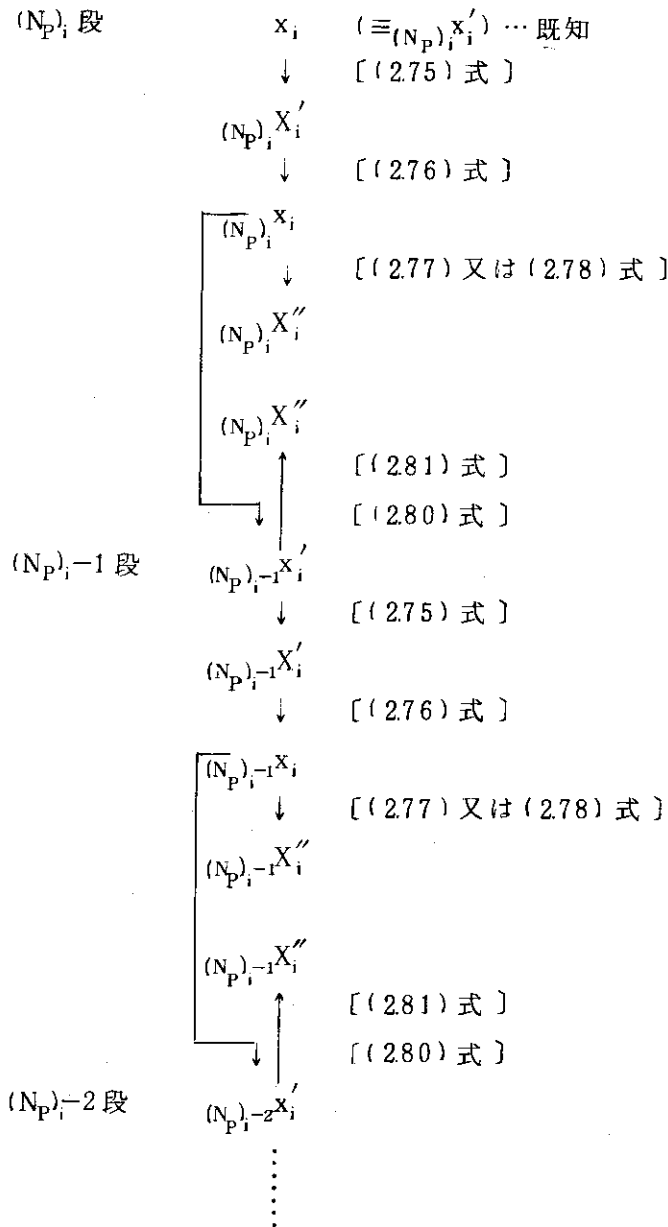 (N_P)_i 段 x_i (≡_{(N_P)_i}x_i′) … 既知
↓ 〔(2.75) 式 〕
_{(N_P)_i}X_i′
↓ 〔(2.76) 式 〕
_{(N_P)_i}x_i
↓ 〔(2.77) 又は (2.78) 式 〕
_{(N_P)_i}X_i″
_{(N_P)_i}X_i″
〔(2.81) 式 〕
↓ ↑ 〔(2.80) 式 〕
(N_P)_i−1 段 _{(N_P)_i−1}x_i′
↓ 〔(2.75) 式 〕
_{(N_P)_i−1}X_i′
↓ 〔(2.76) 式 〕
_{(N_P)_i−1}x_i
↓ 〔(2.77) 又は (2.78) 式 〕
_{(N_P)_i−1}X_i″
_{(N_P)_i−1}X_i″
〔(2.81) 式 〕
↓ ↑ 〔(2.80) 式 〕
(N_P)_i−2 段 _{(N_P)_i−2}x_i′
⋮